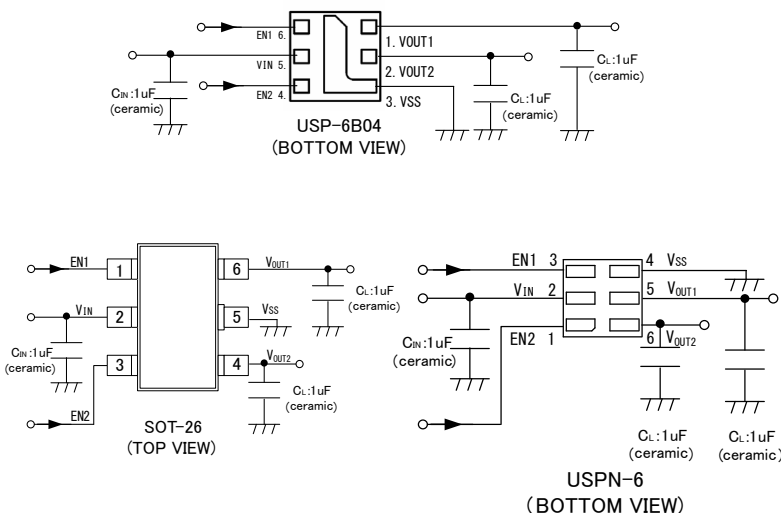 EN1 6.
1. VOUT1
VIN 5.
2. VOUT2
EN2 4.
3. VSS
CIN:1uF
(ceramic)
CL:1uF
(ceramic)
CL:1uF
(ceramic)
USP-6B04
(BOTTOM VIEW)
EN1
1
6
VOUT1
CL:1uF
(ceramic)
VIN
2
5
VSS
CIN:1uF
(ceramic)
3
4
VOUT2
EN2
CL:1uF
(ceramic)
SOT-26
(TOP VIEW)
EN1 3
4 VSS
VIN 2
5 VOUT1
EN2 1
6 VOUT2
CIN:1uF
(ceramic)
CL:1uF
(ceramic)
CL:1uF
(ceramic)
USPN-6
(BOTTOM VIEW)